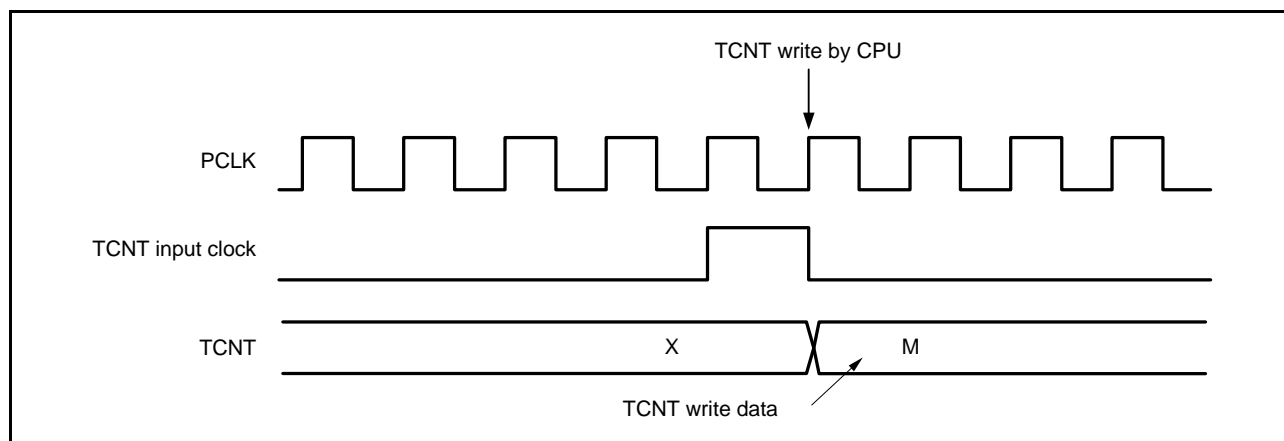 TCNT write by CPU
PCLK
TCNT input clock
TCNT
X
M
TCNT write data